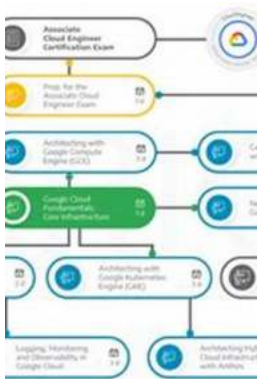 Associate
Cloud Engineer
Certification Exam
Prep. for the
Associate Cloud
Engineer Exam
Architecting with
Google Compute
Engine (GCE)
Google Cloud
Fundamentals:
Core Infrastructure
Architecting with
Google Kubernetes
Engine (GKE)
Logging, Monitoring
and Observability in
Google Cloud
Architecting Hy
Cloud Infrastruct
with Anthos